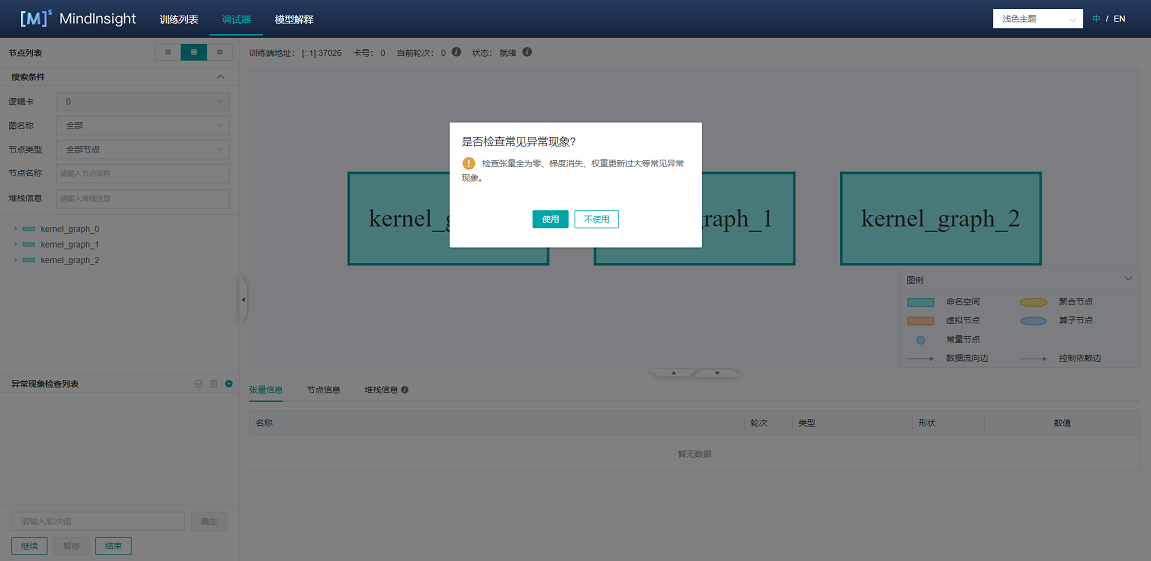 [M]s MindInsight 训练列表 调试器 模型解释 浅色主题 中 / EN
节点列表
训练端地址： [::1]:37026 卡号： 0 当前轮次： 0 状态： 就绪
搜索条件
逻辑卡 0
图名称 全部
节点类型 全部节点
节点名称 请输入节点名称
堆栈信息 请输入堆栈信息
kernel_graph_0
kernel_graph_1
kernel_graph_2
是否检查常见异常现象?
检查张量全为零、梯度消失、权重更新过大等常见异常
现象。
使用 不使用
kernel_g
graph_1
kernel_graph_2
图例
命名空间 聚合节点
虚拟节点 算子节点
常量节点
数据流向边 控制依赖边
异常现象检查列表
张量信息 节点信息 堆栈信息
名称 轮次 类型 形状 数值
暂无数据
请输入轮次值 确定
继续 暂停 结束